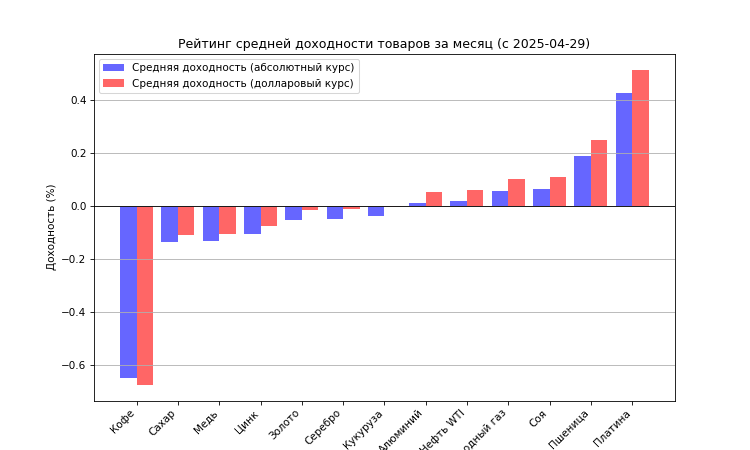 Рейтинг средней доходности товаров за месяц (с 2025-04-29)
Средняя доходность (абсолютный курс)
Средняя доходность (долларовый курс)
Доходность (%)
0.4
0.2
0.0
−0.2
−0.4
−0.6
Кофе
Сахар
Медь
Цинк
Золото
Серебро
Кукуруза
Алюминий
Нефть WTI
газ
Соя
Пшеница
Платина